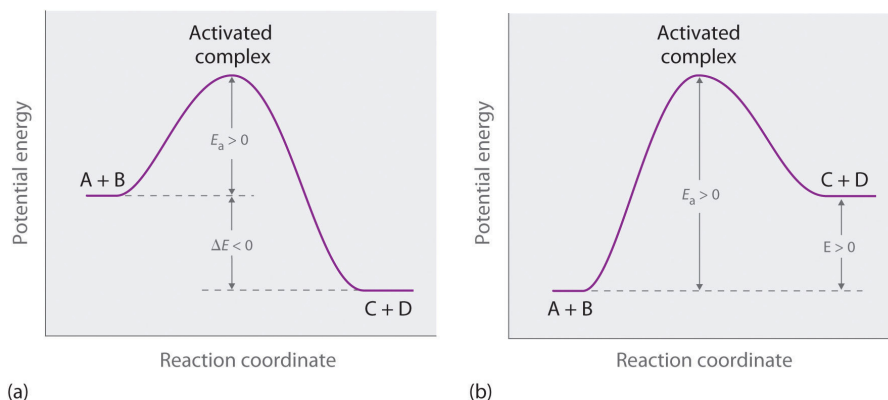 Activated
complex
Potential energy
A + B
Ea > 0
ΔE < 0
C + D
Reaction coordinate
(a)
Activated
complex
Potential energy
C + D
Ea > 0
E > 0
A + B
Reaction coordinate
(b)